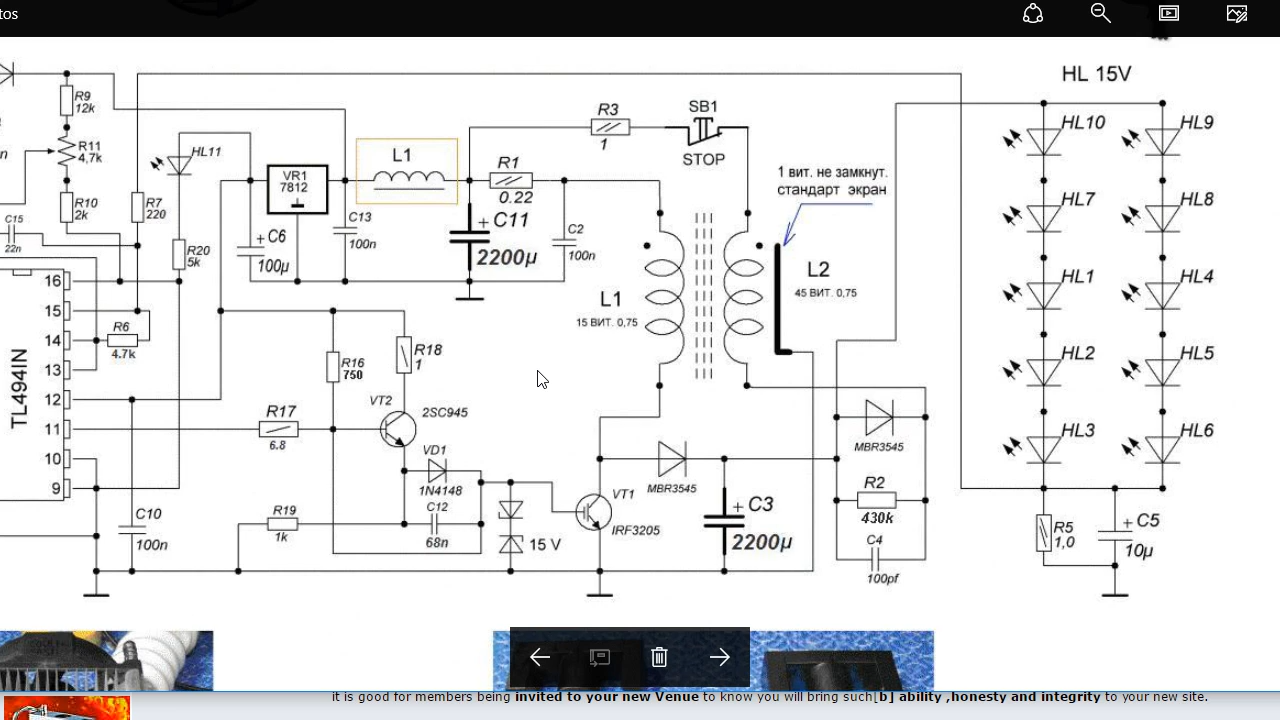 tos
HL 15V
R9
12k
R11
4,7k
R10
2k
C15
22n
n
R7
220
HL11
R20
5k
VR1
7812
C6
100µ
C13
100n
L1
R1
0.22
C11
2200µ
C2
100n
R3
1
SB1
STOP
1 вит. не замкнут.
стандарт экран
L1
15 ВИТ. 0,75
L2
45 ВИТ. 0,75
HL10
HL9
HL7
HL8
HL1
HL4
HL2
HL5
HL3
HL6
16
15
14
13
12
11
10
9
TL494IN
R6
4.7k
R16
750
R18
1
VT2
2SC945
R17
6.8
VD1
1N4148
C12
68n
R19
1k
C10
100n
15 V
VT1
IRF3205
MBR3545
C3
2200µ
MBR3545
R2
430k
C4
100pf
R5
1,0
C5
10µ
it is good for members being invited to your new Venue to know you will bring such[b] ability ,honesty and integrity to your new site.